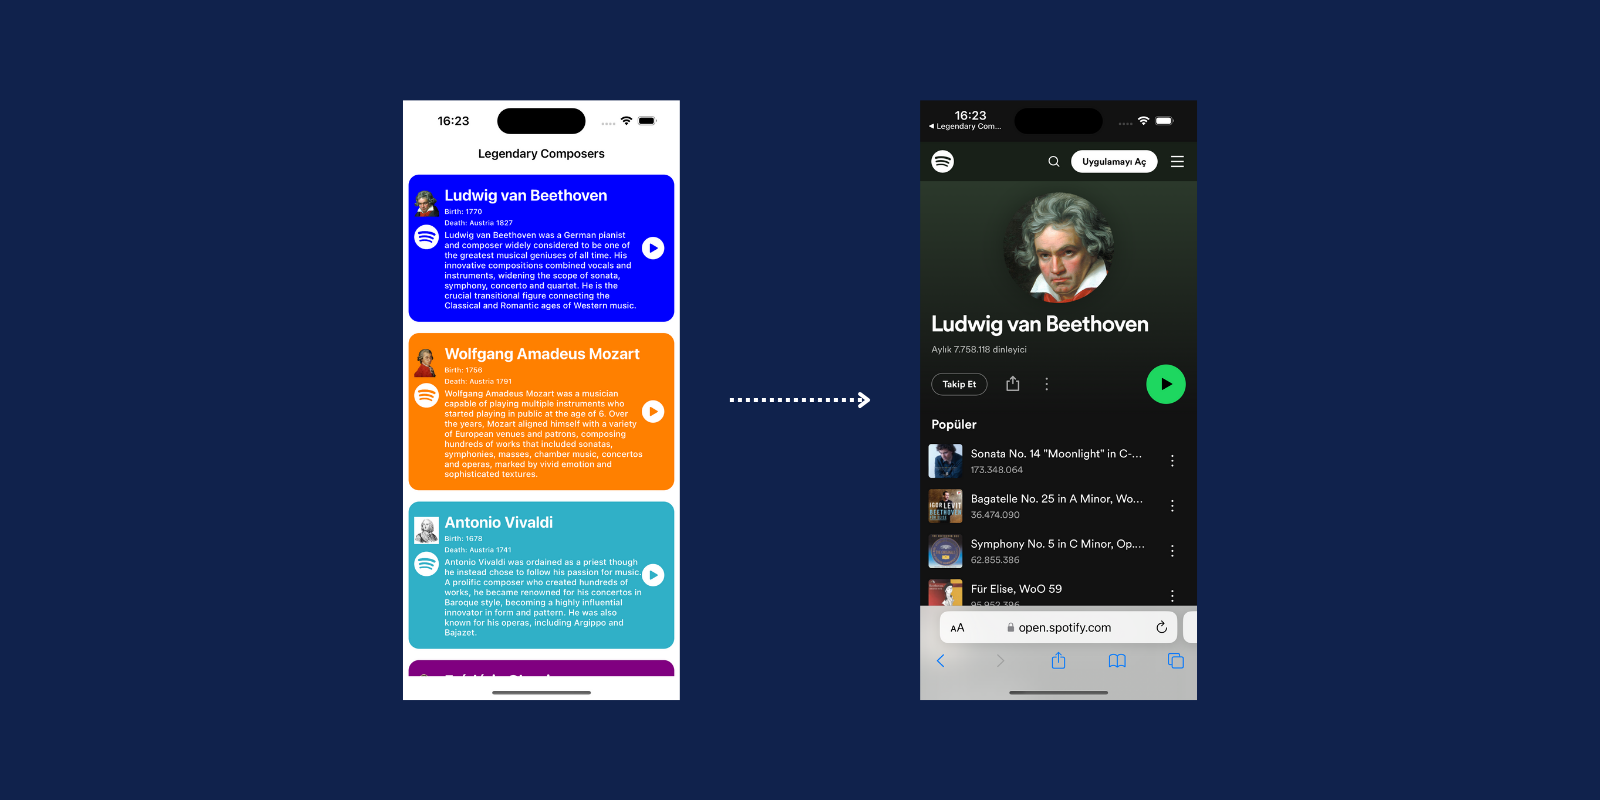 16:23
Legendary Composers
Ludwig van Beethoven
Birth: 1770
Death: Austria 1827
Ludwig van Beethoven was a German pianist
and composer widely considered to be one of
the greatest musical geniuses of all time. His
innovative compositions combined vocals and
instruments, widening the scope of sonata,
symphony, concerto and quartet. He is the
crucial transitional figure connecting the
Classical and Romantic ages of Western music.
Wolfgang Amadeus Mozart
Birth: 1756
Death: Austria 1791
Wolfgang Amadeus Mozart was a musician
capable of playing multiple instruments who
started playing in public at the age of 6. Over
the years, Mozart aligned himself with a variety
of European venues and patrons, composing
hundreds of works that included sonatas,
symphonies, masses, chamber music, concertos
and operas, marked by vivid emotion and
sophisticated textures.
Antonio Vivaldi
Birth: 1678
Death: Austria 1741
Antonio Vivaldi was ordained as a priest though
he instead chose to follow his passion for music.
A prolific composer who created hundreds of
works, he became renowned for his concertos in
Baroque style, becoming a highly influential
innovator in form and pattern. He was also
known for his operas, including Argippo and
Bajazet.
16:23
◀ Legendary Com...
Uygulamayı Aç
Ludwig van Beethoven
Aylık 7.758.118 dinleyici
Takip Et
Popüler
Sonata No. 14 "Moonlight" in C-...
173.348.064
Bagatelle No. 25 in A Minor, Wo...
36.474.090
IGOR LEVIT
BEETHOVEN
Symphony No. 5 in C Minor, Op....
62.855.386
Für Elise, WoO 59
95.952.396
AA
open.spotify.com